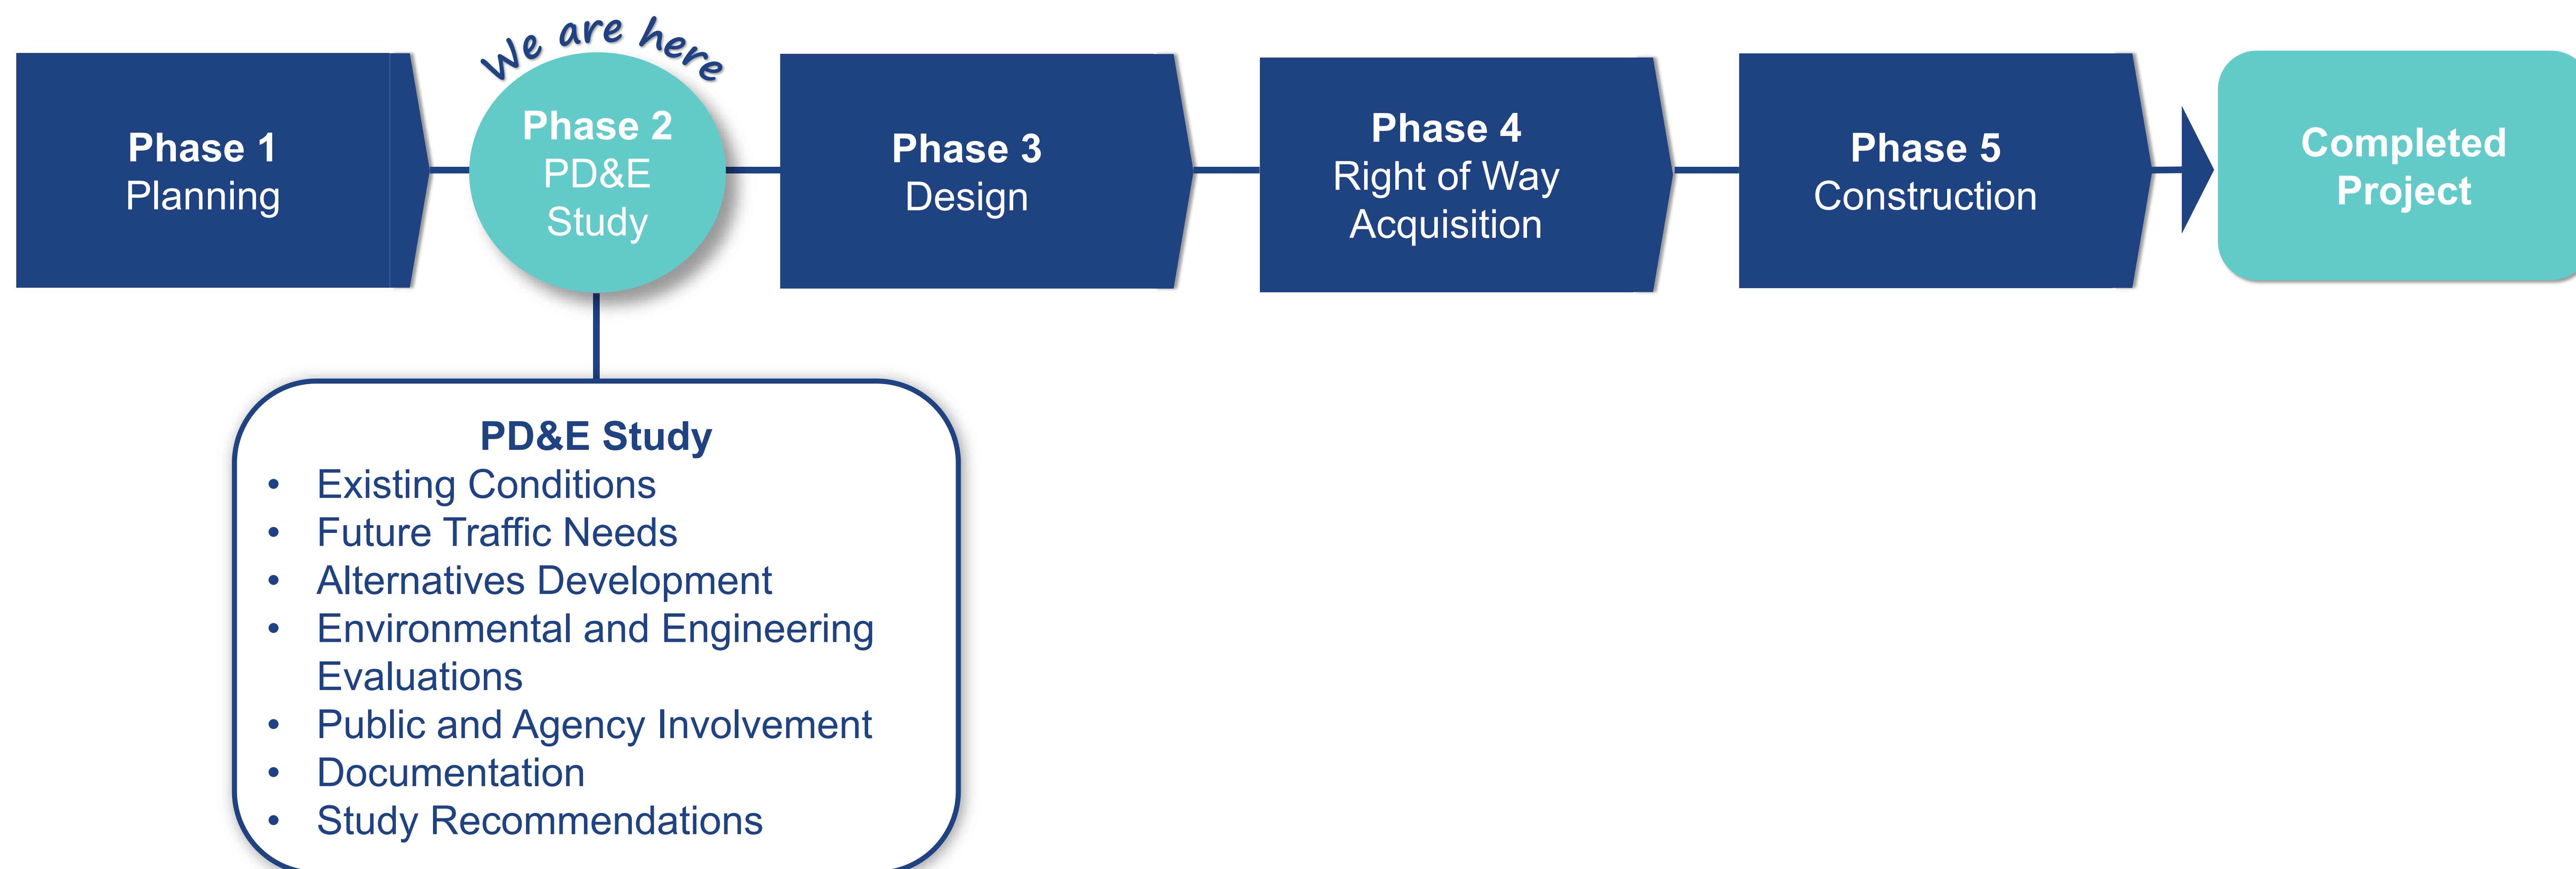 We are here
Phase 1
Planning
Phase 2
PD&E
Study
Phase 3
Design
Phase 4
Right of Way
Acquisition
Phase 5
Construction
Completed
Project
PD&E Study
• Existing Conditions
• Future Traffic Needs
• Alternatives Development
• Environmental and Engineering
Evaluations
• Public and Agency Involvement
• Documentation
• Study Recommendations